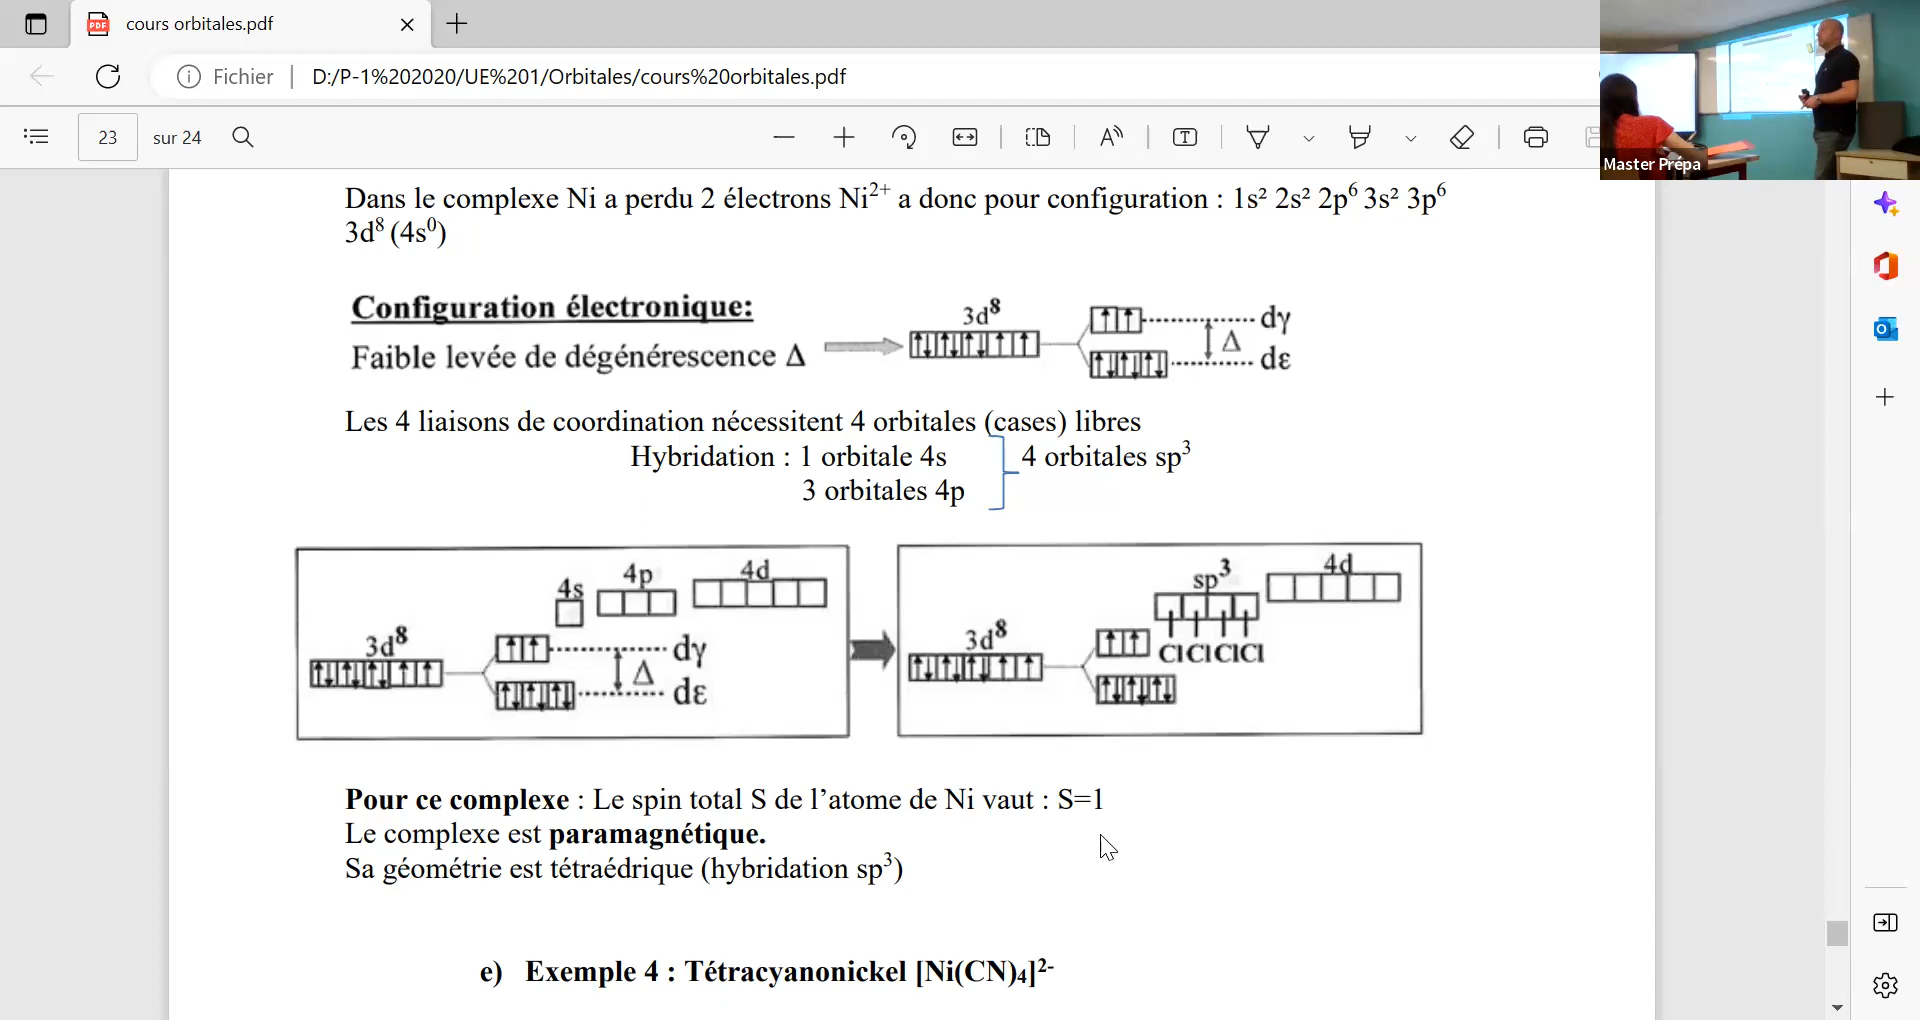 cours orbitales.pdf
Fichier D:/P-1%202020/UE%201/Orbitales/cours%20orbitales.pdf
23 sur 24
Master Prépa
Dans le complexe Ni a perdu 2 électrons Ni²⁺ a donc pour configuration : 1s² 2s² 2p⁶ 3s² 3p⁶
3d⁸ (4s⁰)
Configuration électronique:
Faible levée de dégénérescence Δ
3d⁸
dγ
Δ
dε
Les 4 liaisons de coordination nécessitent 4 orbitales (cases) libres
Hybridation : 1 orbitale 4s
3 orbitales 4p
4 orbitales sp³
4s
4p
4d
3d⁸
dγ
Δ
dε
sp³
4d
3d⁸
Cl Cl Cl Cl
Pour ce complexe : Le spin total S de l’atome de Ni vaut : S=1
Le complexe est paramagnétique.
Sa géométrie est tétraédrique (hybridation sp³)
e) Exemple 4 : Tétracyanonickel [Ni(CN)₄]²⁻